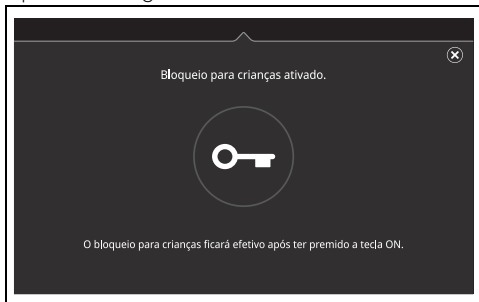 Bloqueio para crianças ativado.
O bloqueio para crianças ficará efetivo após ter premido a tecla ON.